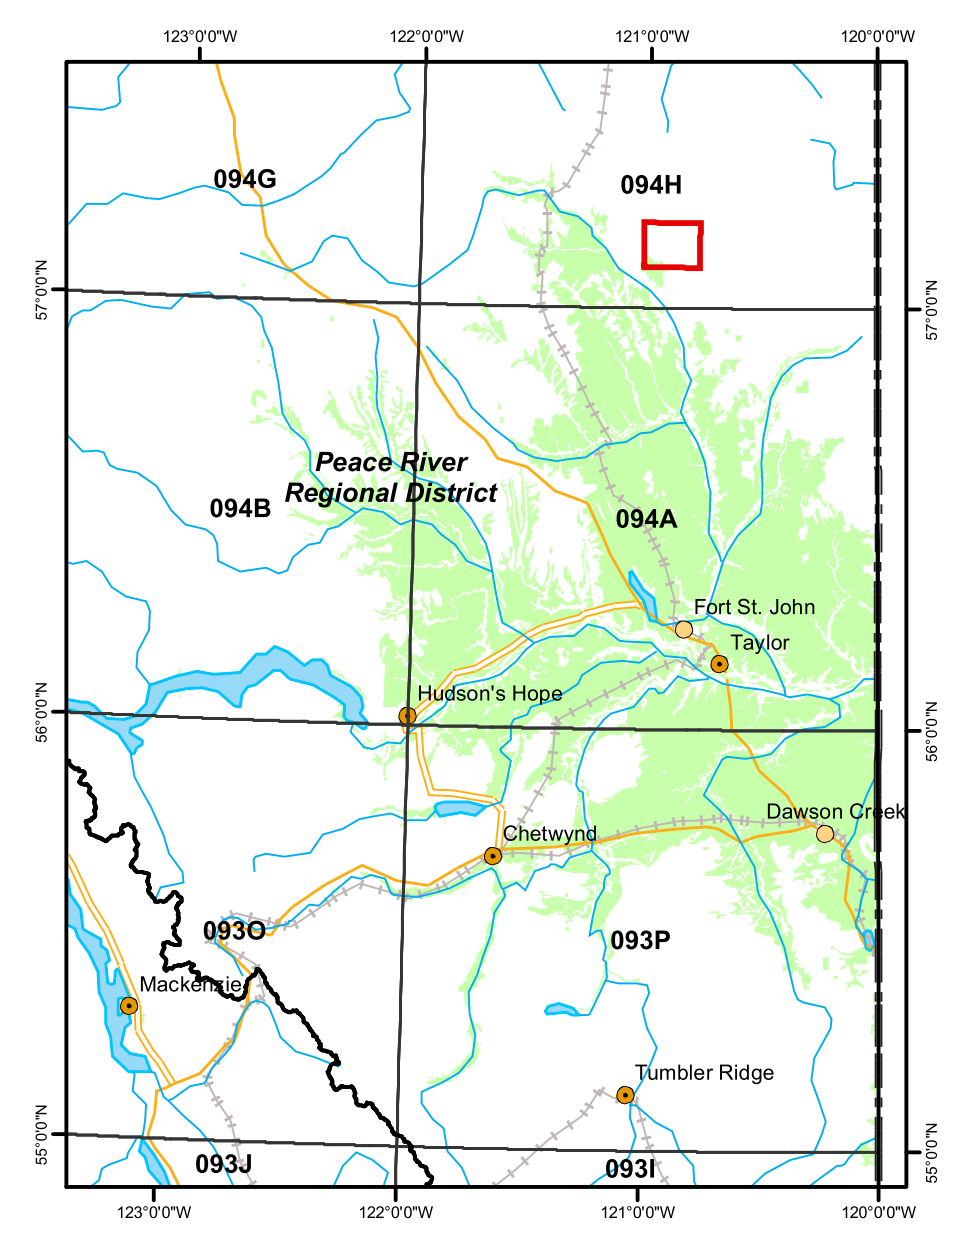 123°0'0"W
122°0'0"W
121°0'0"W
120°0'0"W
094G
094H
57°0'0"N
57°0'0"N
Peace River
Regional District
094B
094A
Fort St. John
Taylor
Hudson's Hope
56°0'0"N
56°0'0"N
Dawson Creek
Chetwynd
093O
093P
Mackenzie
Tumbler Ridge
55°0'0"N
55°0'0"N
093J
093I
123°0'0"W
122°0'0"W
121°0'0"W
120°0'0"W